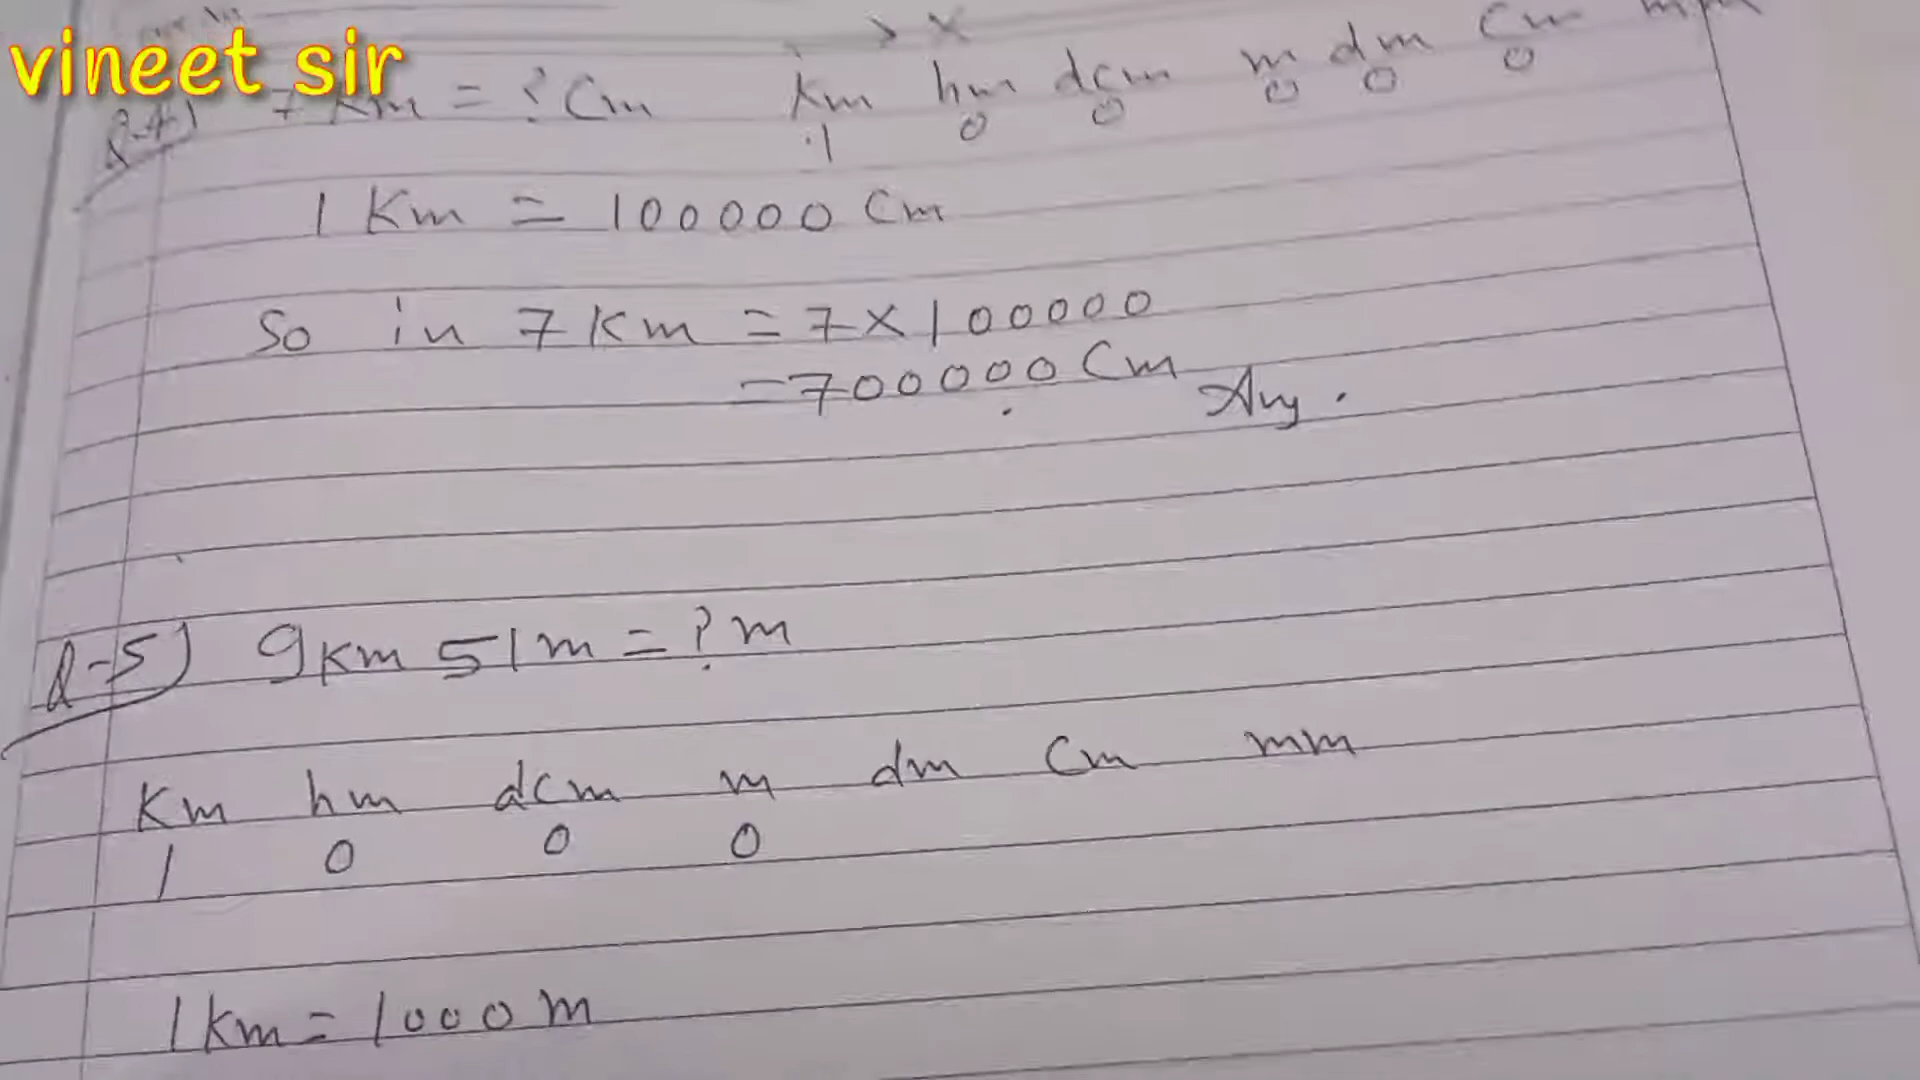 vineet sir
→ x
Q-4) 7 Km = ? Cm Km hm dcm m dm Cm mm
1 0 0 0 0 0
1 Km = 100000 Cm
So in 7 Km = 7 X 100000
= 700000 Cm Ans.
Q-5) 9 Km 51 m = ? m
Km hm dcm m dm Cm mm
1 0 0 0
1 km = 1000 m